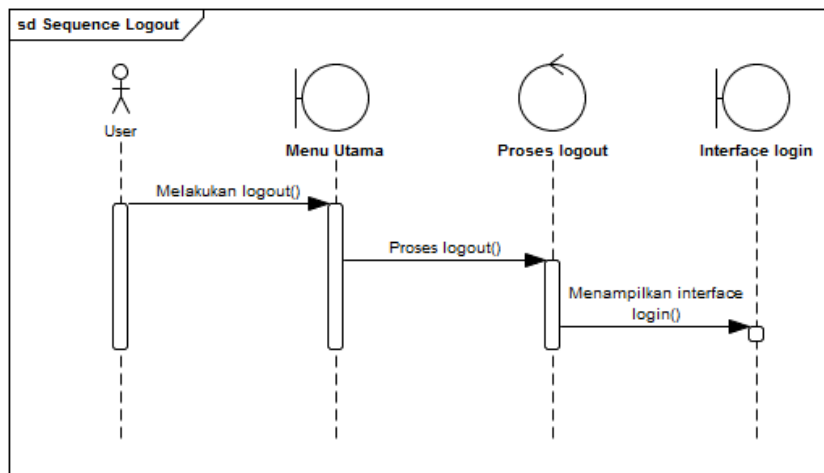 sd Sequence Logout
User
Menu Utama
Proses logout
Interface login
Melakukan logout()
Proses logout()
Menampilkan interface
login()